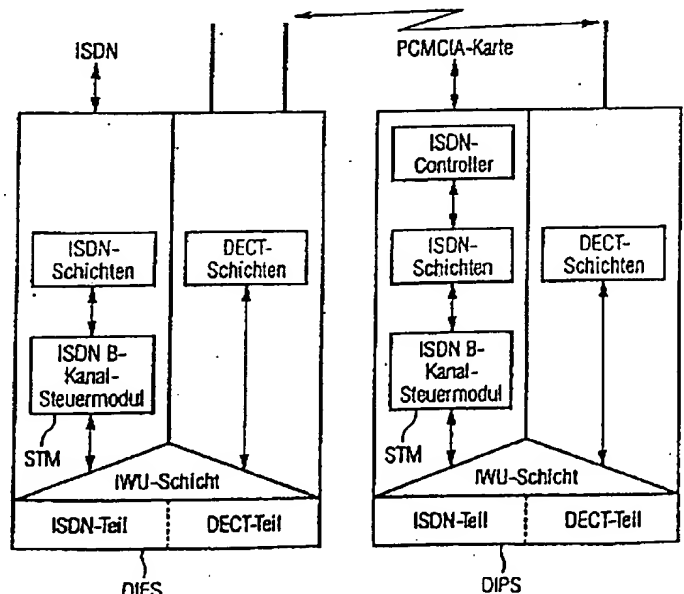 ISDN
ISDN-
Schichten
DECT-
Schichten
ISDN B-
Kanal-
Steuermodul
STM
IWU-Schicht
ISDN-Teil
DECT-Teil
DIFS
PCMCIA-Karte
ISDN-
Controller
ISDN-
Schichten
DECT-
Schichten
ISDN B-
Kanal-
Steuermodul
STM
IWU-Schicht
ISDN-Teil
DECT-Teil
DIPS